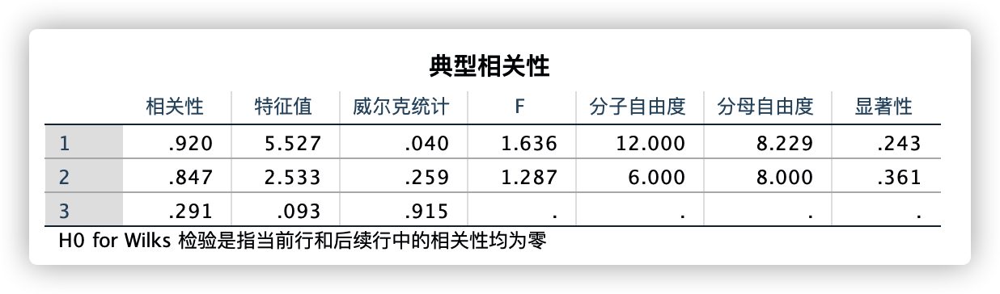 典型相关性
相关性 特征值 威尔克统计 F 分子自由度 分母自由度 显著性
1 .920 5.527 .040 1.636 12.000 8.229 .243
2 .847 2.533 .259 1.287 6.000 8.000 .361
3 .291 .093 .915 . . . .
H0 for Wilks 检验是指当前行和后续行中的相关性均为零